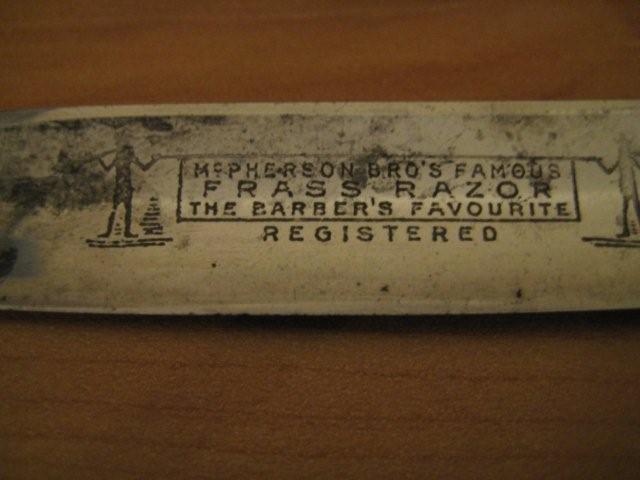 McPHERSON BRO'S FAMOUS
FRASS RAZOR
THE BARBER'S FAVOURITE
REGISTERED